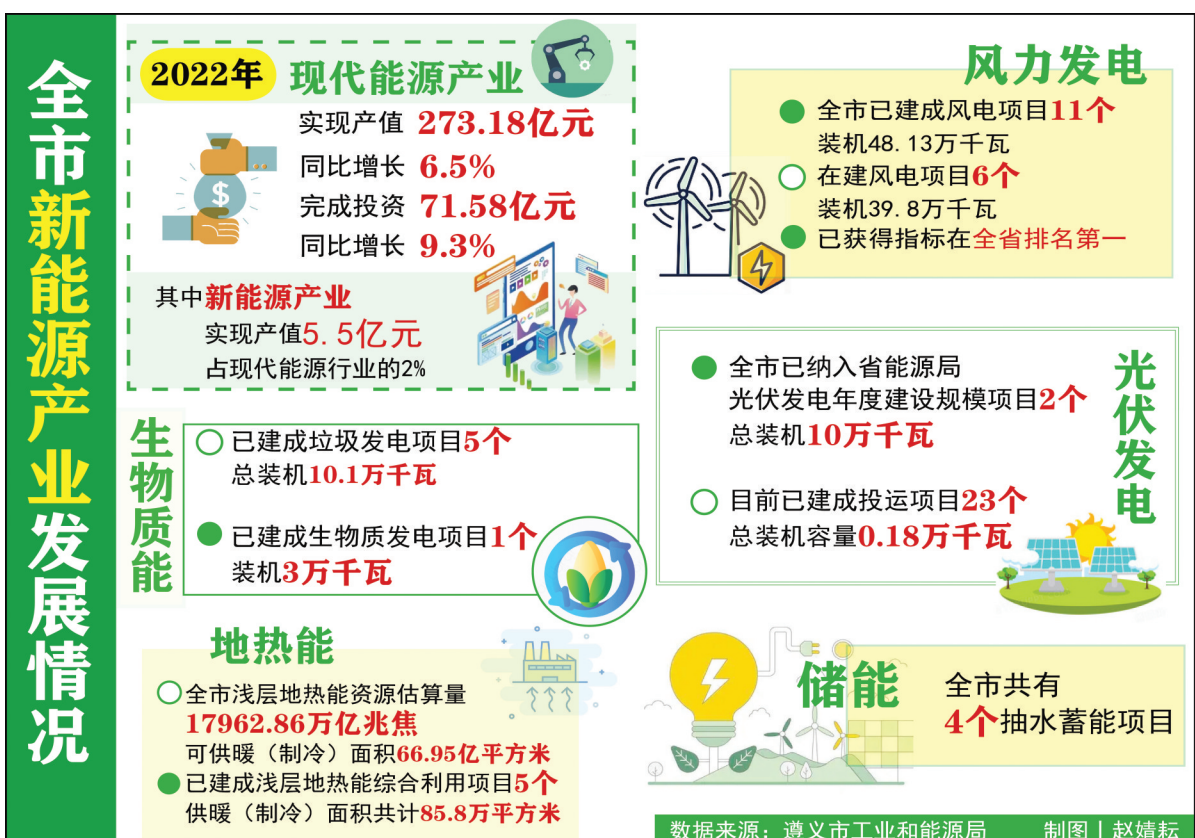 全市新能源产业发展情况
2022年 现代能源产业
实现产值 273.18亿元
同比增长 6.5%
完成投资 71.58亿元
同比增长 9.3%
其中新能源产业
实现产值5.5亿元
占现代能源行业的2%
风力发电
全市已建成风电项目11个
装机48.13万千瓦
在建风电项目6个
装机39.8万千瓦
已获得指标在全省排名第一
光伏发电
全市已纳入省能源局
光伏发电年度建设规模项目2个
总装机10万千瓦
目前已建成投运项目23个
总装机容量0.18万千瓦
生物质能
已建成垃圾发电项目5个
总装机10.1万千瓦
已建成生物质发电项目1个
装机3万千瓦
地热能
全市浅层地热能资源估算量
17962.86万亿兆焦
可供暖（制冷）面积66.95亿平方米
已建成浅层地热能综合利用项目5个
供暖（制冷）面积共计85.8万平方米
储能
全市共有
4个抽水蓄能项目
数据来源：遵义市工业和能源局 制图｜赵婧耘